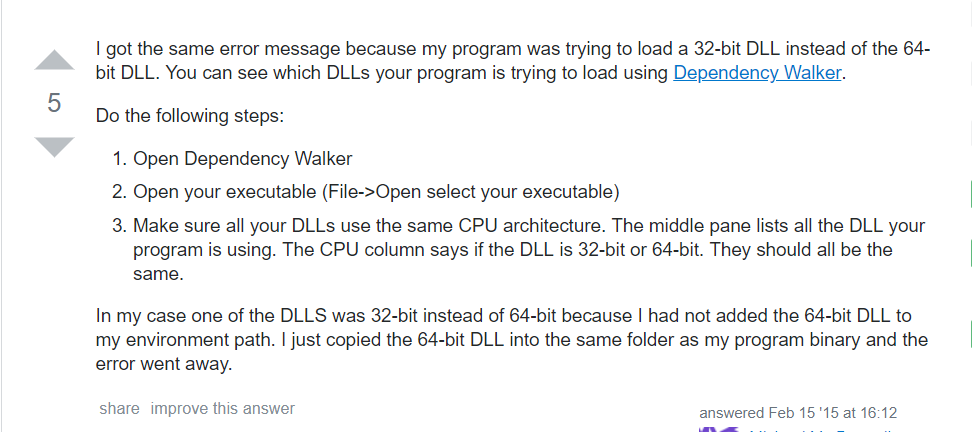 I got the same error message because my program was trying to load a 32-bit DLL instead of the 64-
bit DLL. You can see which DLLs your program is trying to load using Dependency Walker.
5
Do the following steps:
1. Open Dependency Walker
2. Open your executable (File->Open select your executable)
3. Make sure all your DLLs use the same CPU architecture. The middle pane lists all the DLL your
program is using. The CPU column says if the DLL is 32-bit or 64-bit. They should all be the
same.
In my case one of the DLLS was 32-bit instead of 64-bit because I had not added the 64-bit DLL to
my environment path. I just copied the 64-bit DLL into the same folder as my program binary and the
error went away.
share improve this answer
answered Feb 15 '15 at 16:12